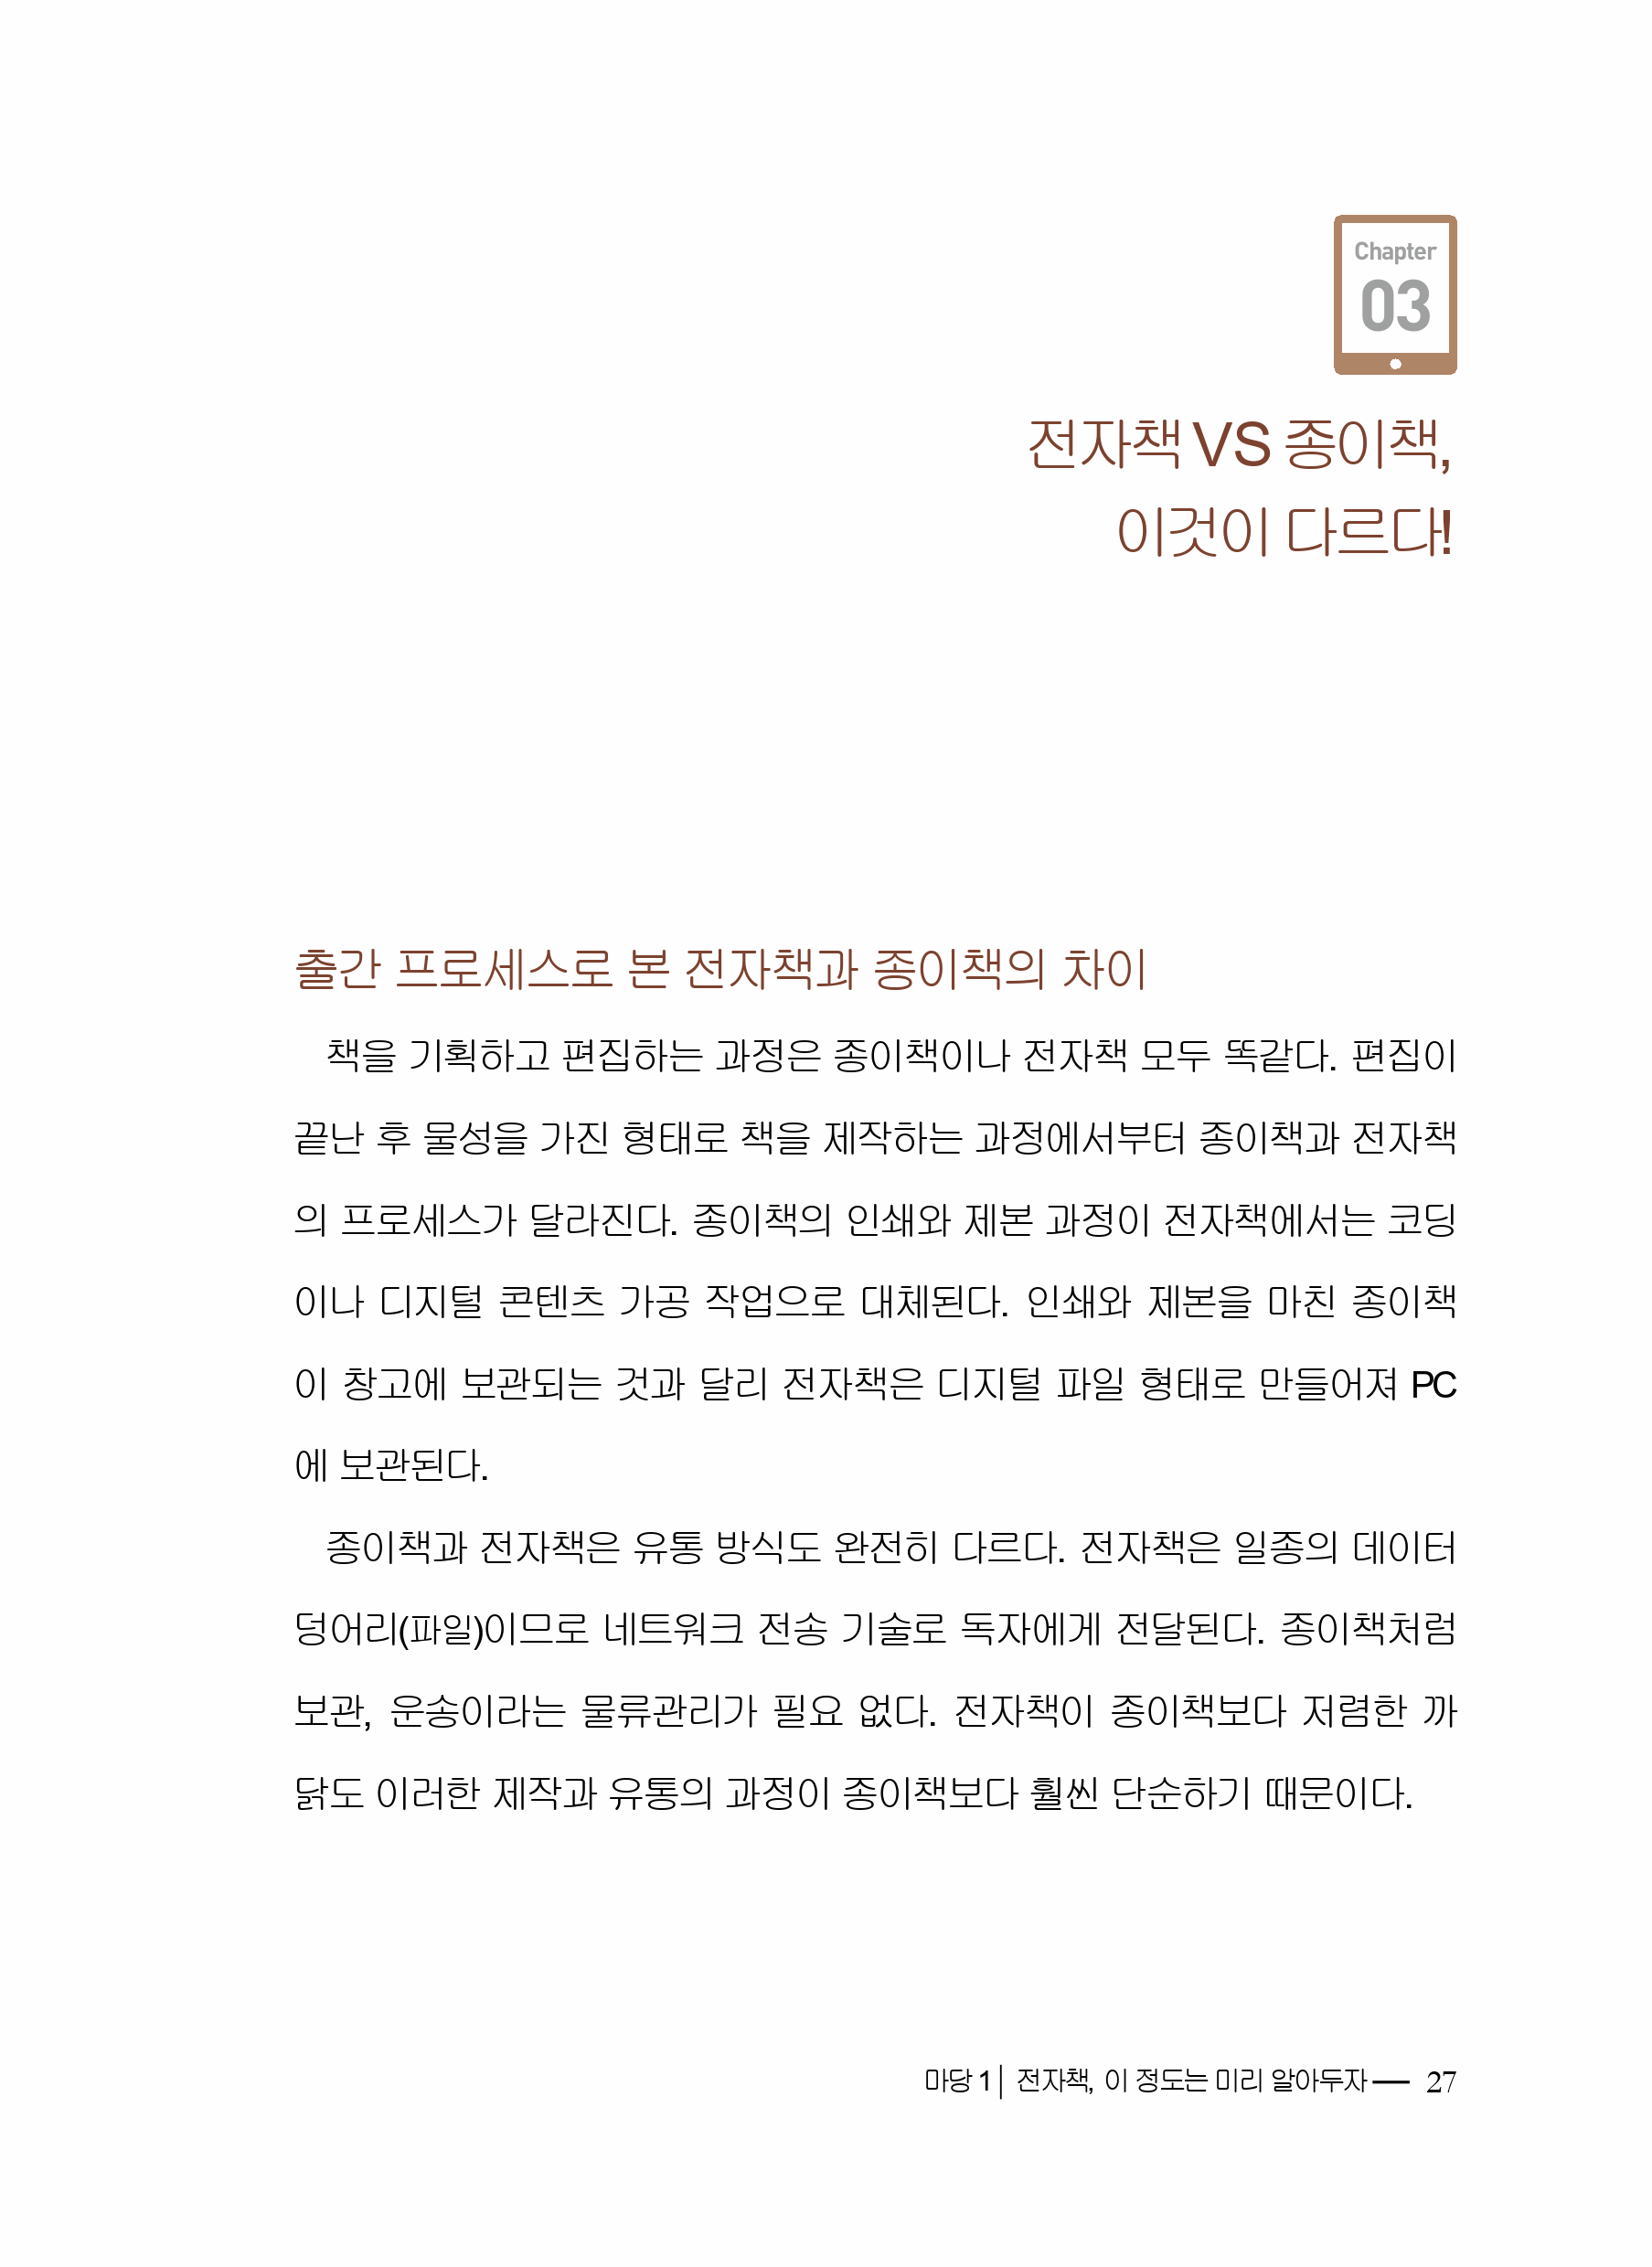 Chapter
03
전자책 VS 종이책,
이것이 다르다!
출간 프로세스로 본 전자책과 종이책의 차이
책을 기획하고 편집하는 과정은 종이책이나 전자책 모두 똑같다. 편집이
끝난 후 물성을 가진 형태로 책을 제작하는 과정에서부터 종이책과 전자책
의 프로세스가 달라진다. 종이책의 인쇄와 제본 과정이 전자책에서는 코딩
이나 디지털 콘텐츠 가공 작업으로 대체된다. 인쇄와 제본을 마친 종이책
이 창고에 보관되는 것과 달리 전자책은 디지털 파일 형태로 만들어져 PC
에 보관된다.
종이책과 전자책은 유통 방식도 완전히 다르다. 전자책은 일종의 데이터
덩어리(파일)이므로 네트워크 전송 기술로 독자에게 전달된다. 종이책처럼
보관, 운송이라는 물류관리가 필요 없다. 전자책이 종이책보다 저렴한 까
닭도 이러한 제작과 유통의 과정이 종이책보다 훨씬 단순하기 때문이다.
마당 1| 전자책, 이 정도는 미리 알아두자 — 27